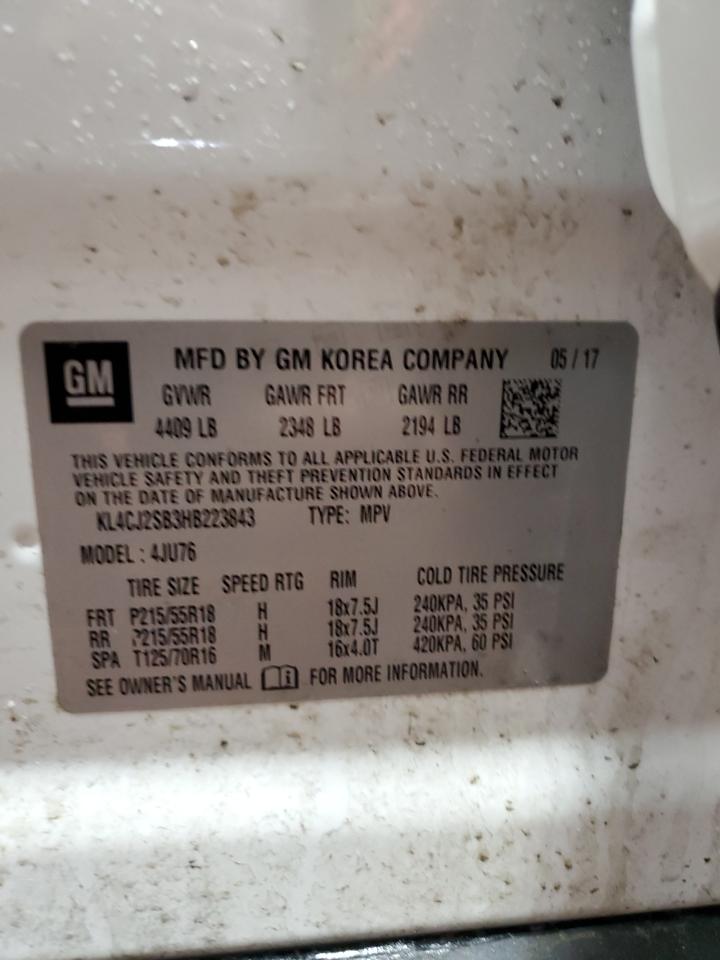 GM MFD BY GM KOREA COMPANY 05 / 17
GVWR GAWR FRT GAWR RR
4409 LB 2348 LB 2194 LB
THIS VEHICLE CONFORMS TO ALL APPLICABLE U.S. FEDERAL MOTOR
VEHICLE SAFETY AND THEFT PREVENTION STANDARDS IN EFFECT
ON THE DATE OF MANUFACTURE SHOWN ABOVE.
KL4CJ2SB3HB223843 TYPE: MPV
MODEL : 4JU76
TIRE SIZE SPEED RTG RIM COLD TIRE PRESSURE
FRT P215/55R18 H 18x7.5J 240KPA, 35 PSI
RR P215/55R18 H 18x7.5J 240KPA, 35 PSI
SPA T125/70R16 M 16x4.0T 420KPA, 60 PSI
SEE OWNER'S MANUAL FOR MORE INFORMATION.